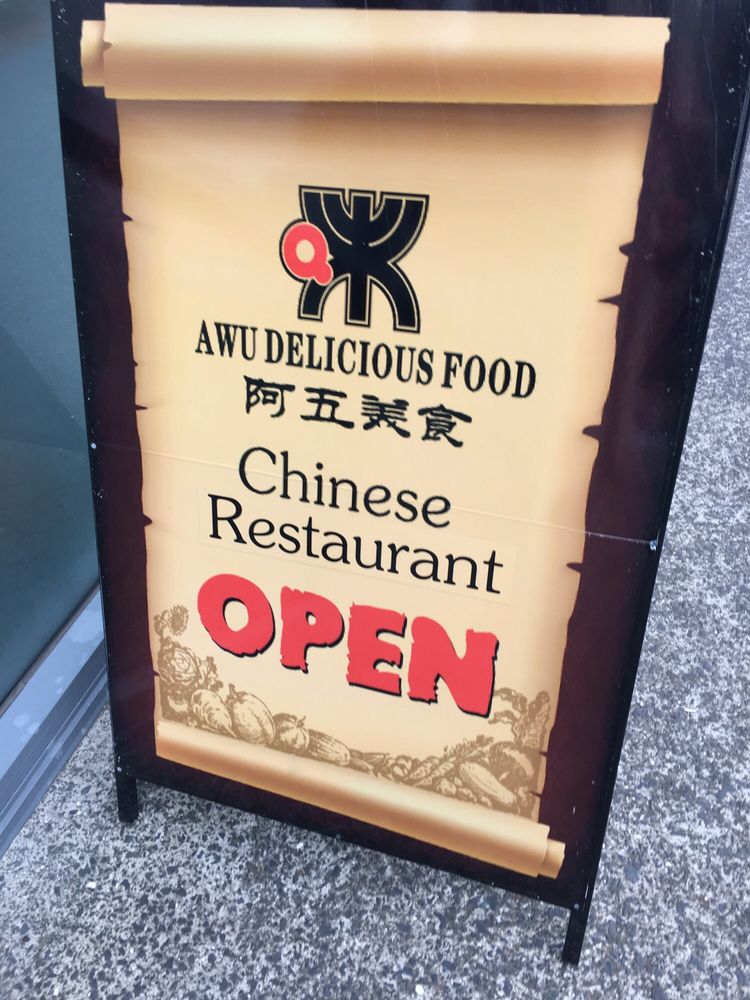 Q
AWU DELICIOUS FOOD
阿五美食
Chinese
Restaurant
OPEN